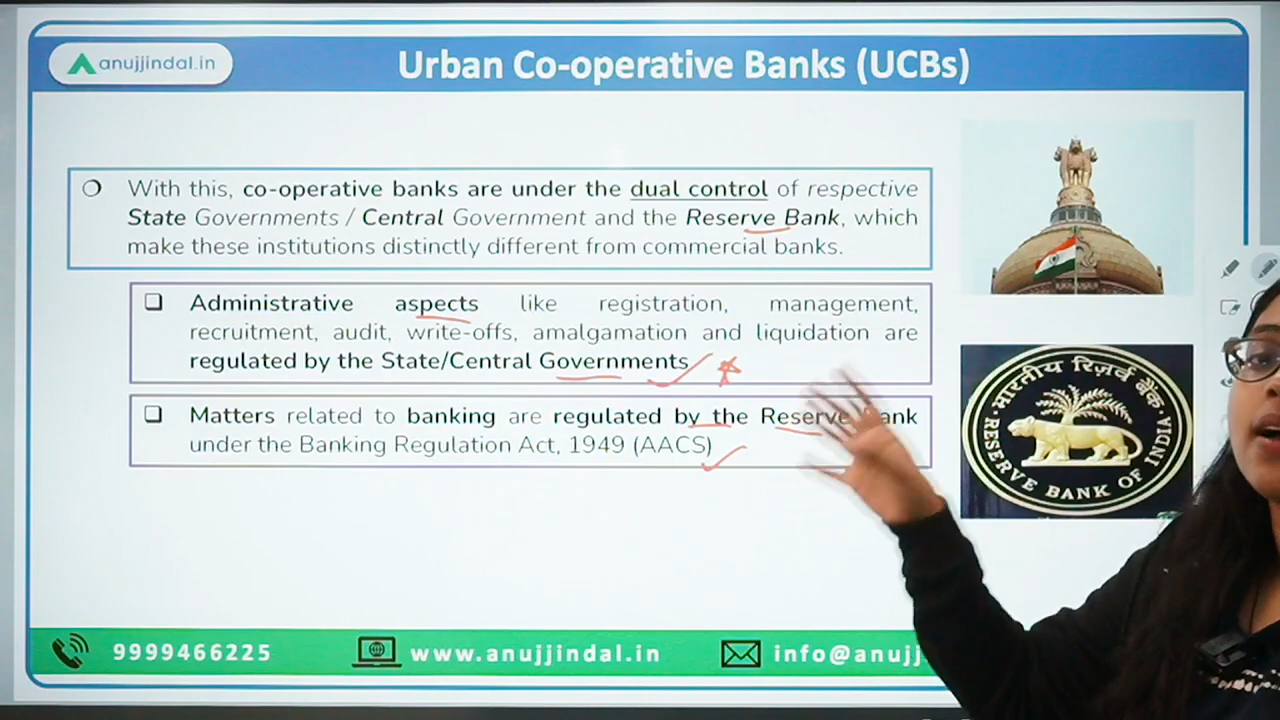 anujjindal.in
Urban Co-operative Banks (UCBs)
With this, co-operative banks are under the dual control of respective
State Governments / Central Government and the Reserve Bank, which
make these institutions distinctly different from commercial banks.
Administrative aspects like registration, management,
recruitment, audit, write-offs, amalgamation and liquidation are
regulated by the State/Central Governments
Matters related to banking are regulated by the Reserve Bank
under the Banking Regulation Act, 1949 (AACS)
भारतीय रिज़र्व बैंक
RESERVE BANK OF INDIA
9999466225
www.anujjindal.in
info@anujj